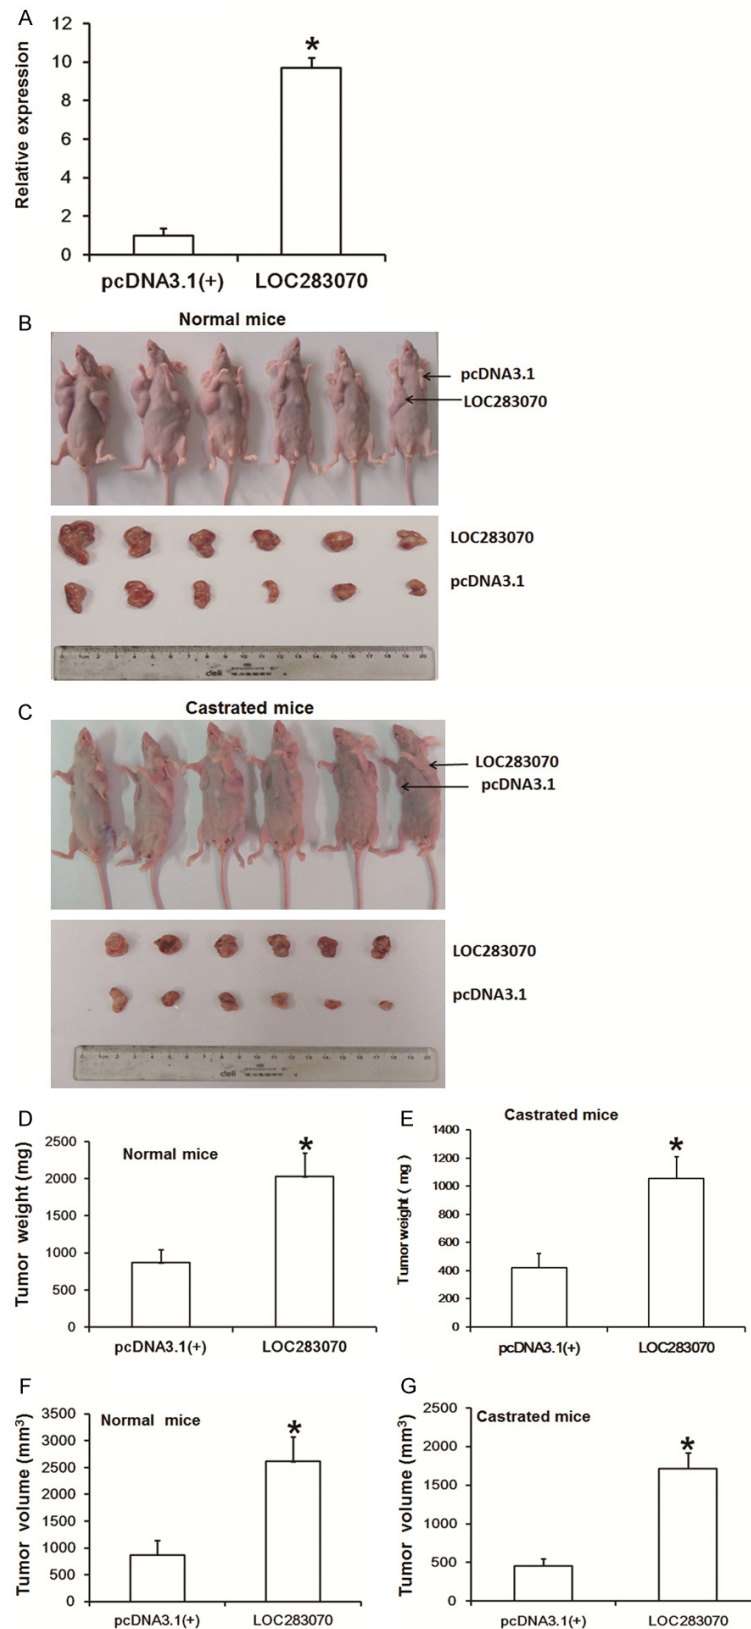 A
12
10
8
6
4
2
0
Relative expression
*
pcDNA3.1(+) LOC283070
B
Normal mice
pcDNA3.1
LOC283070
LOC283070
pcDNA3.1
deli
C
Castrated mice
LOC283070
pcDNA3.1
LOC283070
pcDNA3.1
deli
D
Normal mice
2500
2000
1500
1000
500
0
Tumor weight (mg)
*
pcDNA3.1(+) LOC283070
E
Castrated mice
1400
1200
1000
800
600
400
200
0
Tumor weight ( mg )
*
pcDNA3.1(+) LOC283070
F
Normal mice
3500
3000
2500
2000
1500
1000
500
0
Tumor volume (mm³)
*
pcDNA3.1(+) LOC283070
G
Castrated mice
2500
2000
1500
1000
500
0
Tumor volume (mm³)
*
pcDNA3.1(+) LOC283070